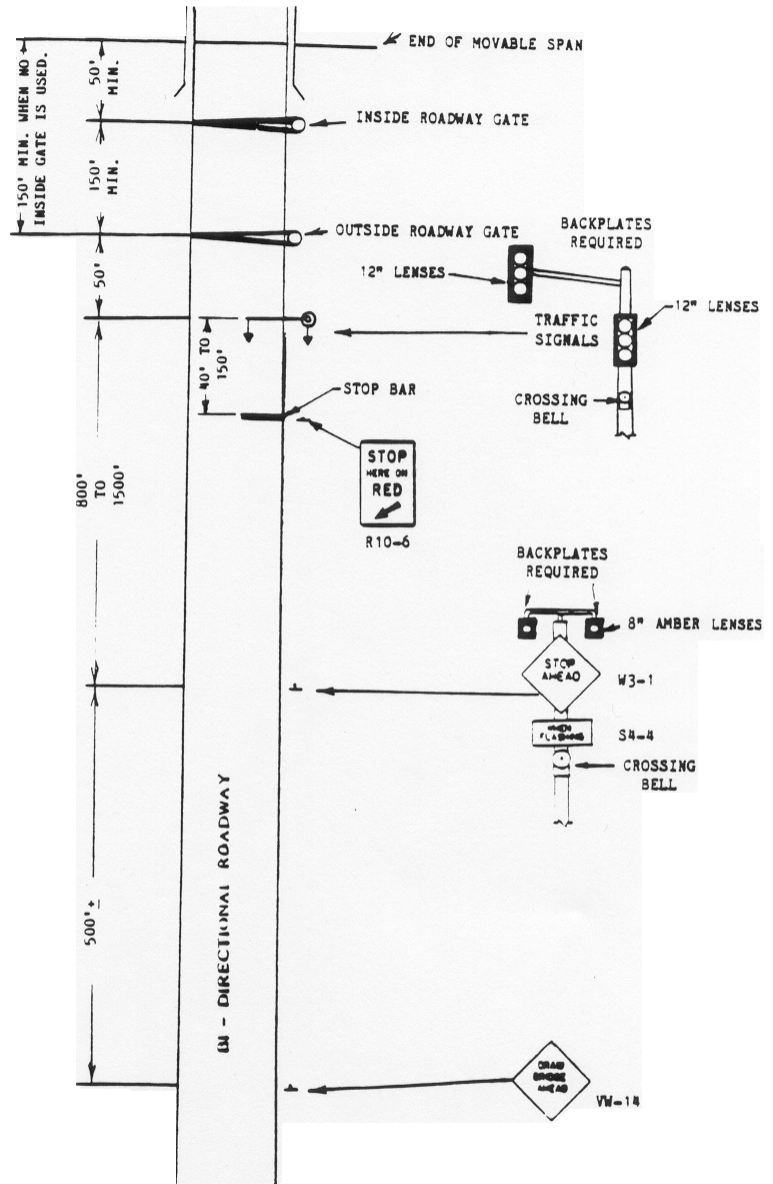 END OF MOVABLE SPAN
150' MIN. WHEN NO
INSIDE GATE IS USED.
50'
MIN.
INSIDE ROADWAY GATE
150'
MIN.
OUTSIDE ROADWAY GATE
BACKPLATES
REQUIRED
50'
12" LENSES
12" LENSES
TRAFFIC
SIGNALS
40' TO
150'
STOP BAR
CROSSING
BELL
STOP
HERE ON
RED
R10-6
800'
TO
1500'
BACKPLATES
REQUIRED
8" AMBER LENSES
STOP
AHEAD
W3-1
WHEN
FLASHING
S4-4
CROSSING
BELL
BI - DIRECTIONAL ROADWAY
500'±
DRAW
BRIDGE
AHEAD
VW-14